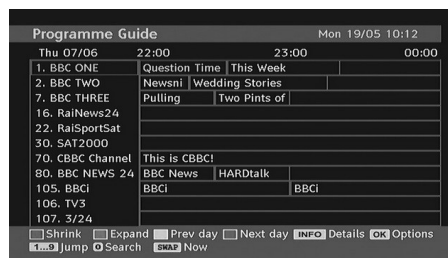 Programme Guide Mon 19/05 10:12
Thu 07/06 22:00 23:00 00:00
1. BBC ONE Question Time This Week
2. BBC TWO Newsni Wedding Stories
7. BBC THREE Pulling Two Pints of
16. RaiNews24
22. RaiSportSat
30. SAT2000
70. CBBC Channel This is CBBC!
80. BBC NEWS 24 BBC News HARDtalk
105. BBCi BBCi BBCi
106. TV3
107. 3/24
Shrink Expand Prev day Next day INFO Details OK Options
1...9 Jump 0 Search SWAP Now